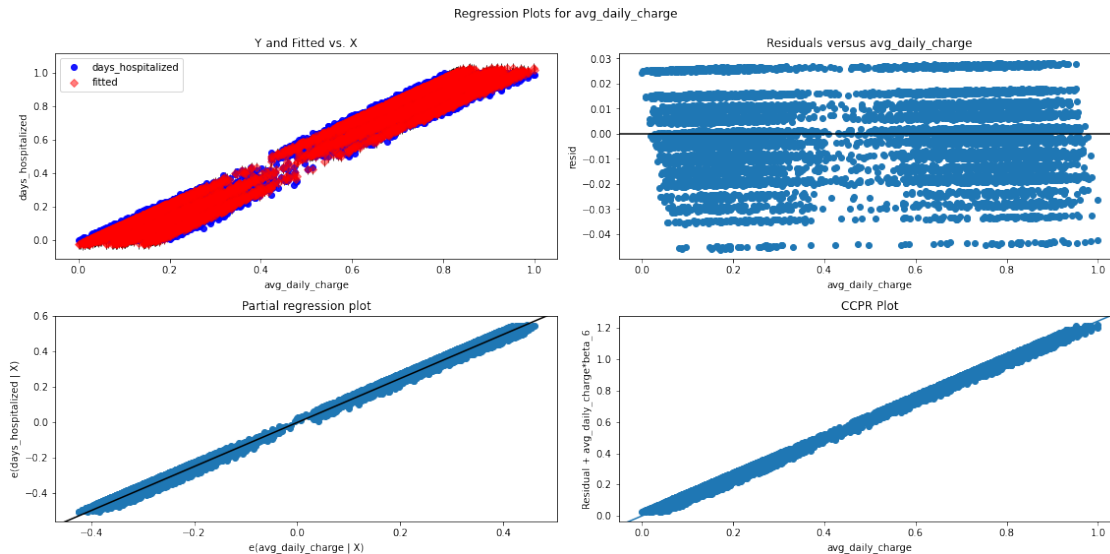 Regression Plots for avg_daily_charge
Y and Fitted vs. X
days_hospitalized
fitted
days_hospitalized
1.0
0.8
0.6
0.4
0.2
0.0
0.0 0.2 0.4 0.6 0.8 1.0
avg_daily_charge
Residuals versus avg_daily_charge
resid
0.03
0.02
0.01
0.00
−0.01
−0.02
−0.03
−0.04
0.0 0.2 0.4 0.6 0.8 1.0
avg_daily_charge
Partial regression plot
e(days_hospitalized | X)
0.6
0.4
0.2
0.0
−0.2
−0.4
−0.4 −0.2 0.0 0.2 0.4
e(avg_daily_charge | X)
CCPR Plot
Residual + avg_daily_charge*beta_6
1.2
1.0
0.8
0.6
0.4
0.2
0.0
0.0 0.2 0.4 0.6 0.8 1.0
avg_daily_charge